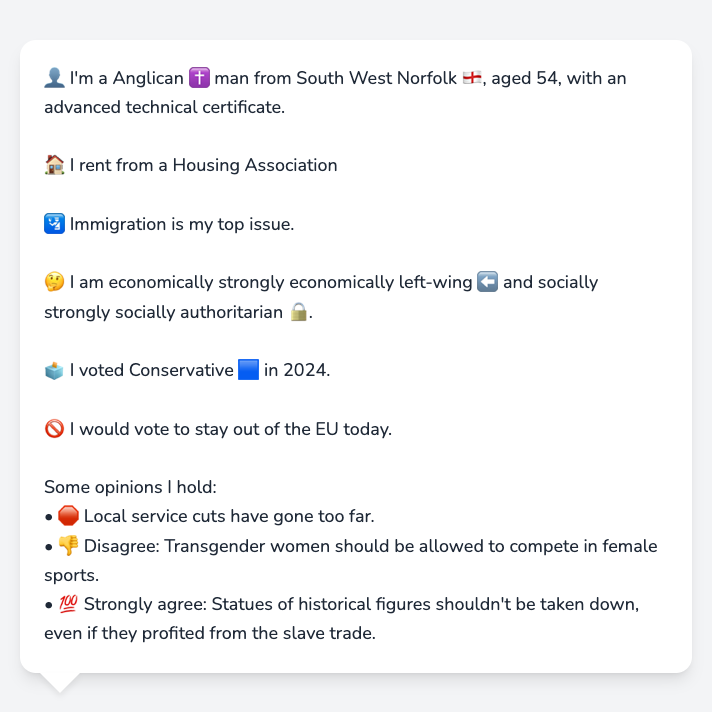 👤 I'm a Anglican ✝️ man from South West Norfolk 🏴󠁧󠁢󠁥󠁮󠁧󠁿, aged 54, with an
advanced technical certificate.
🏠 I rent from a Housing Association
🛂 Immigration is my top issue.
🤔 I am economically strongly economically left-wing ⬅️ and socially
strongly socially authoritarian 🔒.
🗳️ I voted Conservative 🟦 in 2024.
🚫 I would vote to stay out of the EU today.
Some opinions I hold:
• 🛑 Local service cuts have gone too far.
• 👎 Disagree: Transgender women should be allowed to compete in female
sports.
• 💯 Strongly agree: Statues of historical figures shouldn't be taken down,
even if they profited from the slave trade.